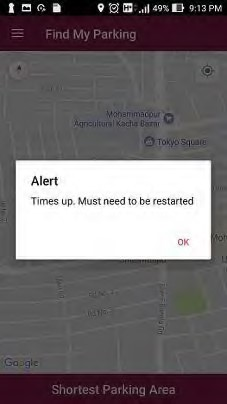 49% 9:13 PM
Find My Parking
Mohammadpur
Agricultural Kacha Bazar
Tokyo Square
Alert
Times up. Must need to be restarted
OK
Google
Shortest Parking Area